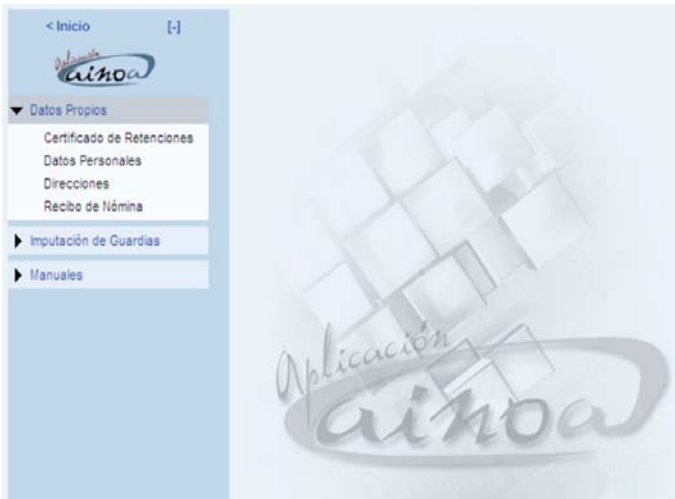 < Inicio [-]
Aplicación
ainoa
Datos Propios
Certificado de Retenciones
Datos Personales
Direcciones
Recibo de Nómina
Imputación de Guardias
Manuales
Aplicación
ainoa